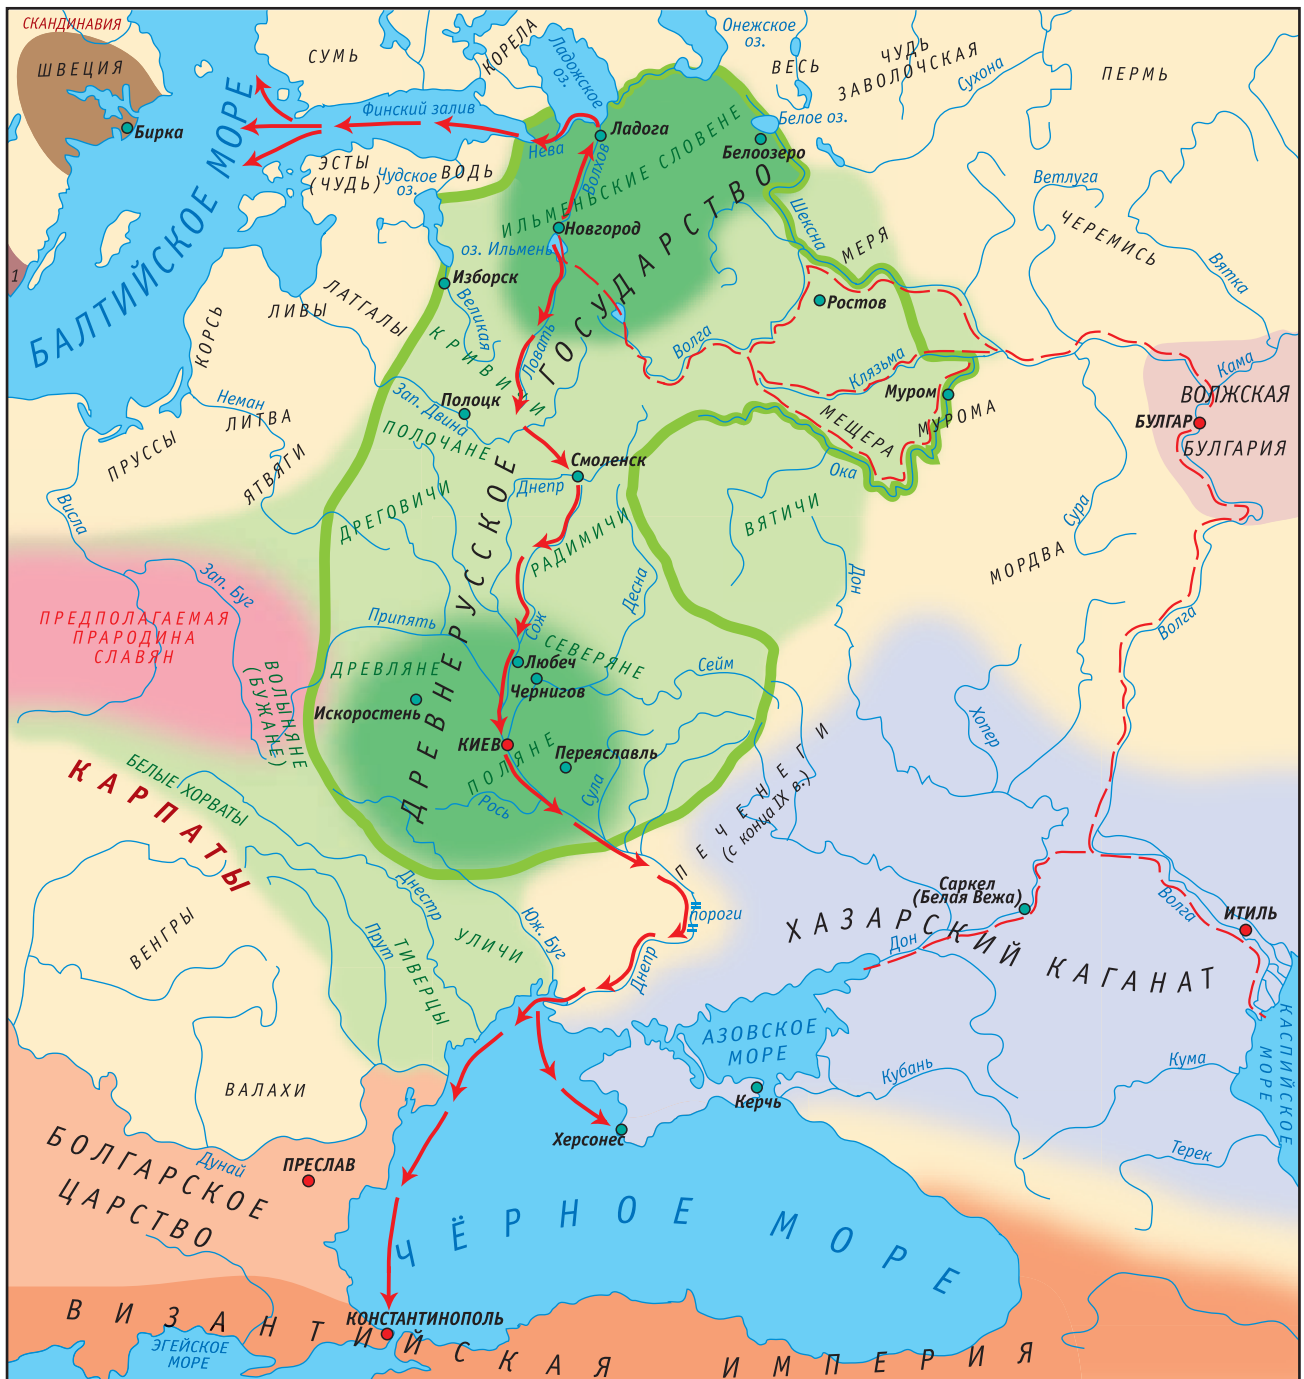 СКАНДИНАВИЯ
ШВЕЦИЯ
Бирка
СУМЬ
КОРЕЛА
Ладожское
оз.
Онежское
оз.
ВЕСЬ
ЧУДЬ
ЗАВОЛОЧСКАЯ
Сухона
ПЕРМЬ
Финский залив
Нева
Ладога
Волхов
Белое оз.
Белоозеро
ЭСТЫ
(ЧУДЬ)
Чудское
оз.
ВОДЬ
ИЛЬМЕНЬСКИЕ СЛОВЕНЕ
Новгород
оз. Ильмень
Шексна
МЕРЯ
Ветлуга
ЧЕРЕМИСЬ
Вятка
БАЛТИЙСКОЕ МОРЕ
1
Изборск
Великая
КОРСЬ
ЛИВЫ
ЛАТГАЛЫ
КРИВИЧИ
Ловать
Ростов
Волга
Клязьма
Кама
ВОЛЖСКАЯ
БУЛГАРИЯ
БУЛГАР
Муром
МУРОМА
МЕЩЕРА
Ока
Неман
ЛИТВА
Зап. Двина
Полоцк
ПОЛОЧАНЕ
ПРУССЫ
ЯТВЯГИ
Смоленск
Днепр
Висла
ДРЕГОВИЧИ
РАДИМИЧИ
ВЯТИЧИ
Сура
МОРДВА
Дон
Волга
ДРЕВНЕРУССКОЕ ГОСУДАРСТВО
Зап. Буг
ПРЕДПОЛАГАЕМАЯ
ПРАРОДИНА
СЛАВЯН
Припять
Сож
Десна
ДРЕВЛЯНЕ
Любеч
СЕВЕРЯНЕ
Чернигов
Сейм
Искоростень
ВОЛЫНЯНЕ
(БУЖАНЕ)
КИЕВ
ПОЛЯНЕ
Переяславль
Рось
Сула
Хопер
ПЕЧЕНЕГИ
(с конца IX в.)
БЕЛЫЕ ХОРВАТЫ
КАРПАТЫ
Днестр
Юж. Буг
пороги
Днепр
ВЕНГРЫ
Прут
ТИВЕРЦЫ
УЛИЧИ
Саркел
(Белая Вежа)
Дон
ХАЗАРСКИЙ КАГАНАТ
Волга
ИТИЛЬ
КАСПИЙСКОЕ
МОРЕ
АЗОВСКОЕ
МОРЕ
Керчь
Кубань
Кума
Терек
Херсонес
ВАЛАХИ
БОЛГАРСКОЕ
ЦАРСТВО
Дунай
ПРЕСЛАВ
ЧЁРНОЕ МОРЕ
КОНСТАНТИНОПОЛЬ
ВИЗАНТИЙСКАЯ ИМПЕРИЯ
ЭГЕЙСКОЕ
МОРЕ